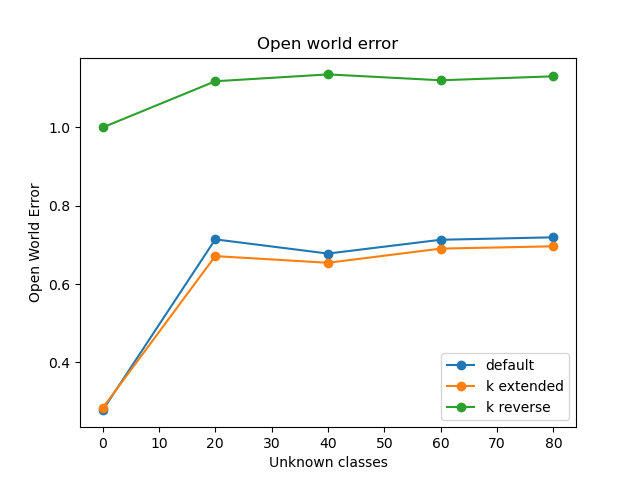 Open world error
Open World Error
1.0
0.8
0.6
0.4
0 10 20 30 40 50 60 70 80
Unknown classes
default
k extended
k reverse